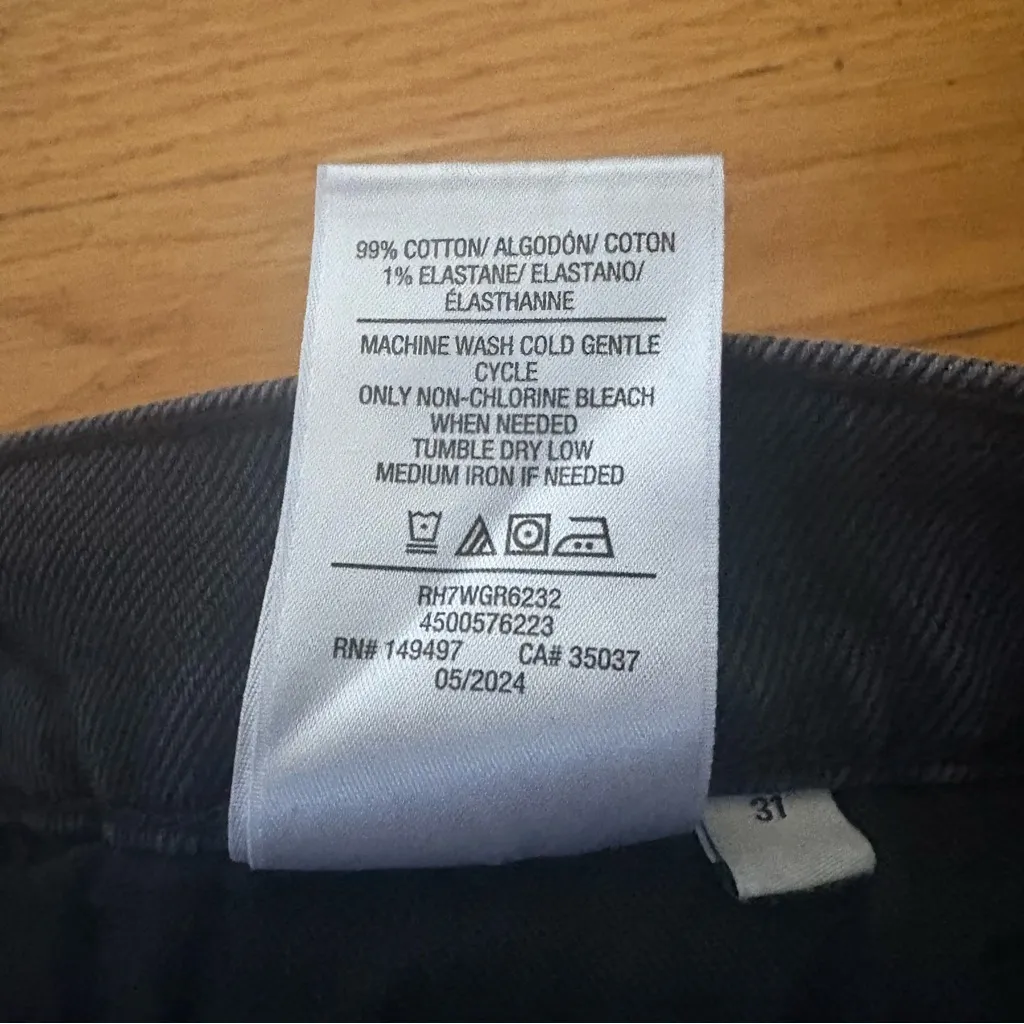 99% COTTON/ ALGODÓN/ COTON
1% ELASTANE/ ELASTANO/
ÉLASTHANNE
MACHINE WASH COLD GENTLE
CYCLE
ONLY NON-CHLORINE BLEACH
WHEN NEEDED
TUMBLE DRY LOW
MEDIUM IRON IF NEEDED
RH7WGR6232
4500576223
RN# 149497 CA# 35037
05/2024
31